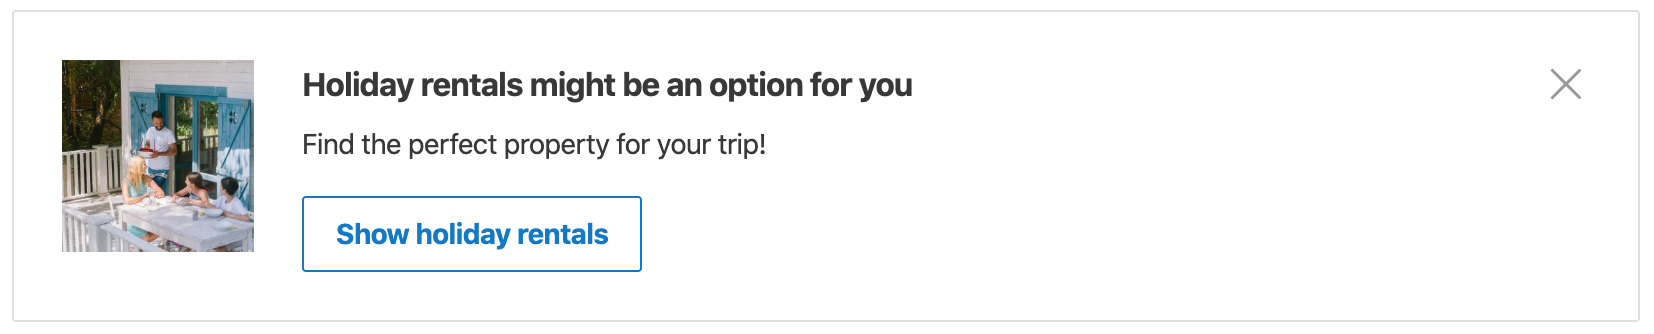 Holiday rentals might be an option for you
Find the perfect property for your trip!
Show holiday rentals